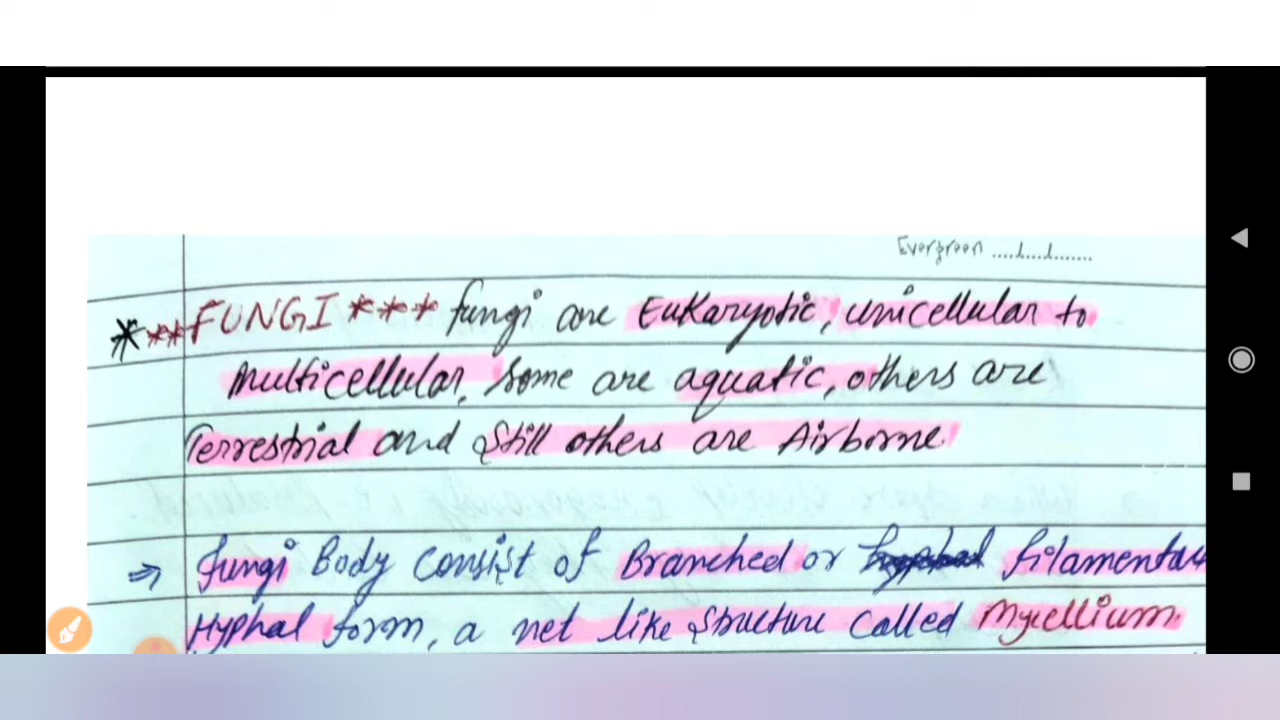 Evergreen ....../....../.......
***FUNGI*** fungi are Eukaryotic, unicellular to
Multicellular, Some are aquatic, others are
Terrestrial and Still others are Airborne.
⇒ fungi Body Consist of Branched or filamentous
Hyphal form, a net like Structure Called Mycellium.